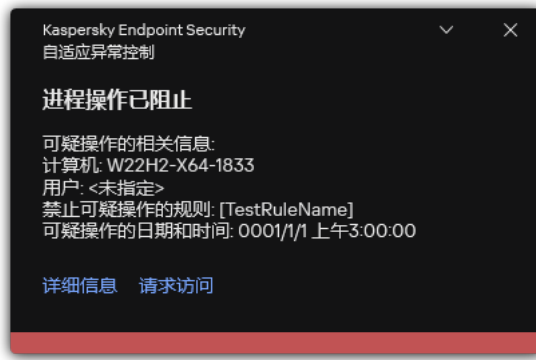 Kaspersky Endpoint Security
自适应异常控制
进程操作已阻止
可疑操作的相关信息:
计算机: W22H2-X64-1833
用户: <未指定>
禁止可疑操作的规则: [TestRuleName]
可疑操作的日期和时间: 0001/1/1 上午3:00:00
详细信息 请求访问